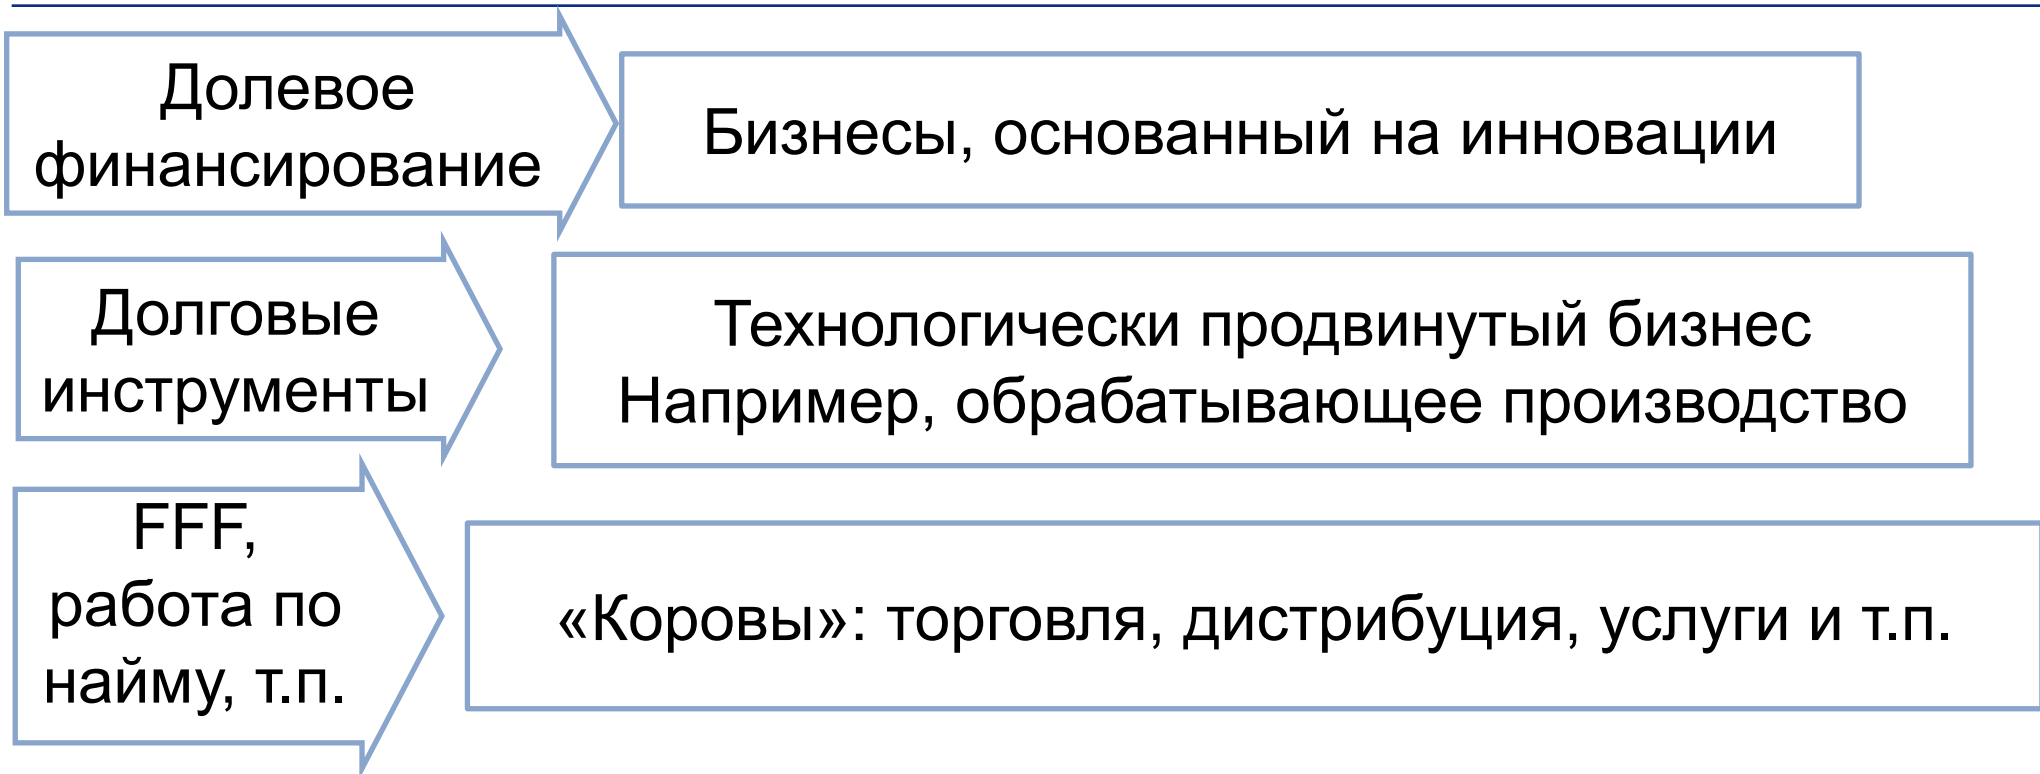 Долевое
финансирование
Бизнесы, основанный на инновации
Долговые
инструменты
Технологически продвинутый бизнес
Например, обрабатывающее производство
FFF,
работа по
найму, т.п.
«Коровы»: торговля, дистрибуция, услуги и т.п.